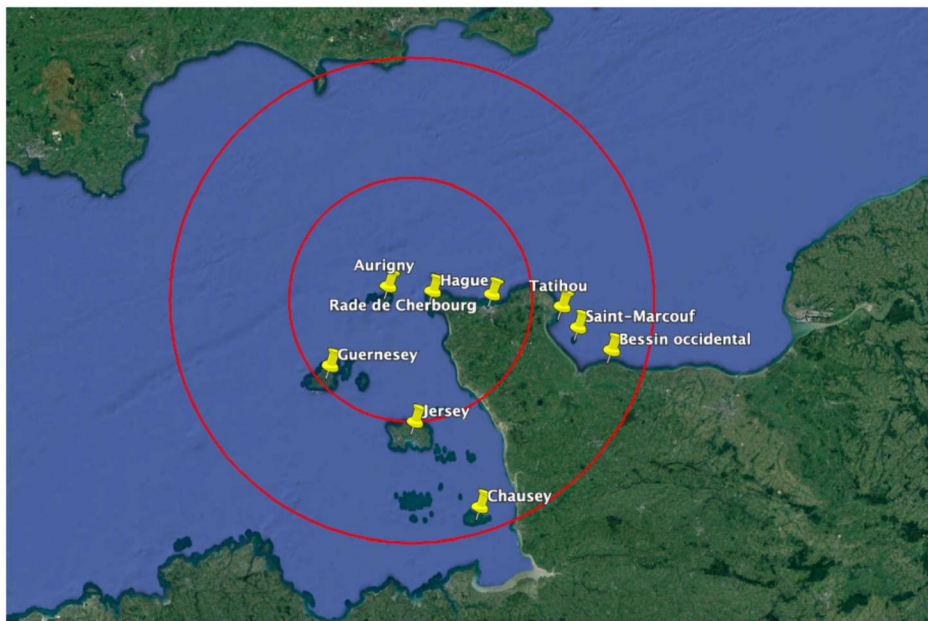 Aurigny
Hague
Rade de Cherbourg
Tatihou
Saint-Marcouf
Bessin occidental
Guernesey
Jersey
Chausey